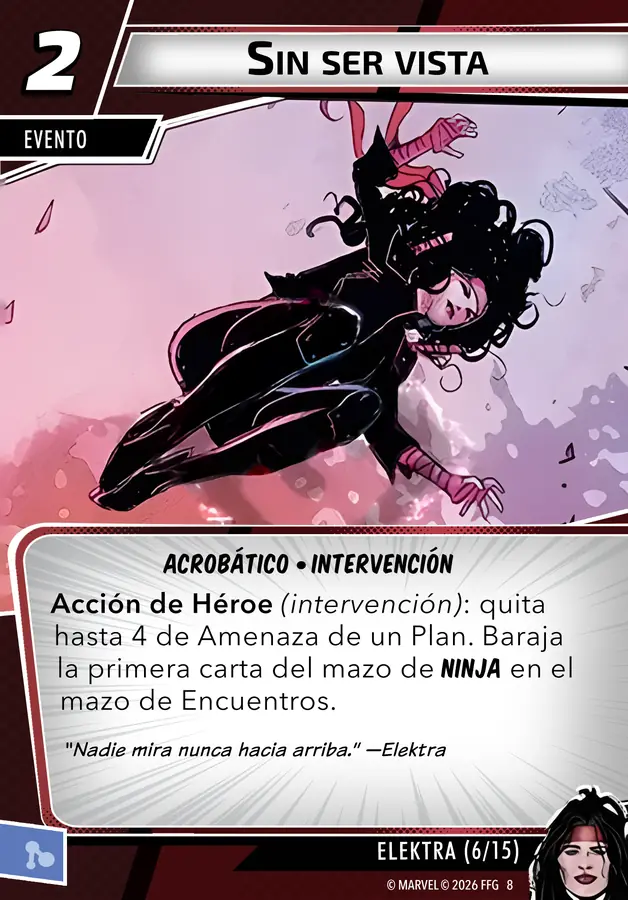 2
SIN SER VISTA
EVENTO
ACROBÁTICO • INTERVENCIÓN
Acción de Héroe (intervención): quita
hasta 4 de Amenaza de un Plan. Baraja
la primera carta del mazo de NINJA en el
mazo de Encuentros.
"Nadie mira nunca hacia arriba." —Elektra
ELEKTRA (6/15)
© MARVEL © 2026 FFG 8